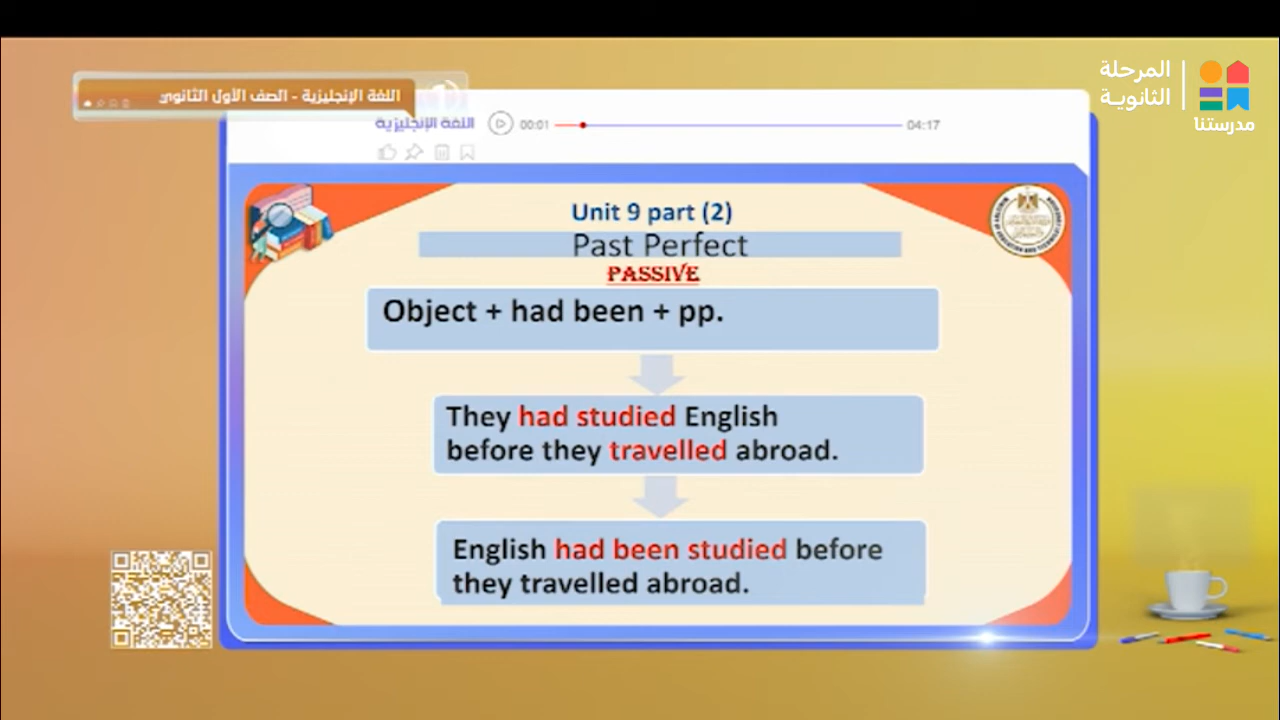 المرحلة
الثانوية
مدرستنا
اللغة الإنجليزية - الصف الأول الثانوي
اللغة الإنجليزية
00:01
04:17
Unit 9 part (2)
Past Perfect
PASSIVE
Object + had been + pp.
They had studied English
before they travelled abroad.
English had been studied before
they travelled abroad.